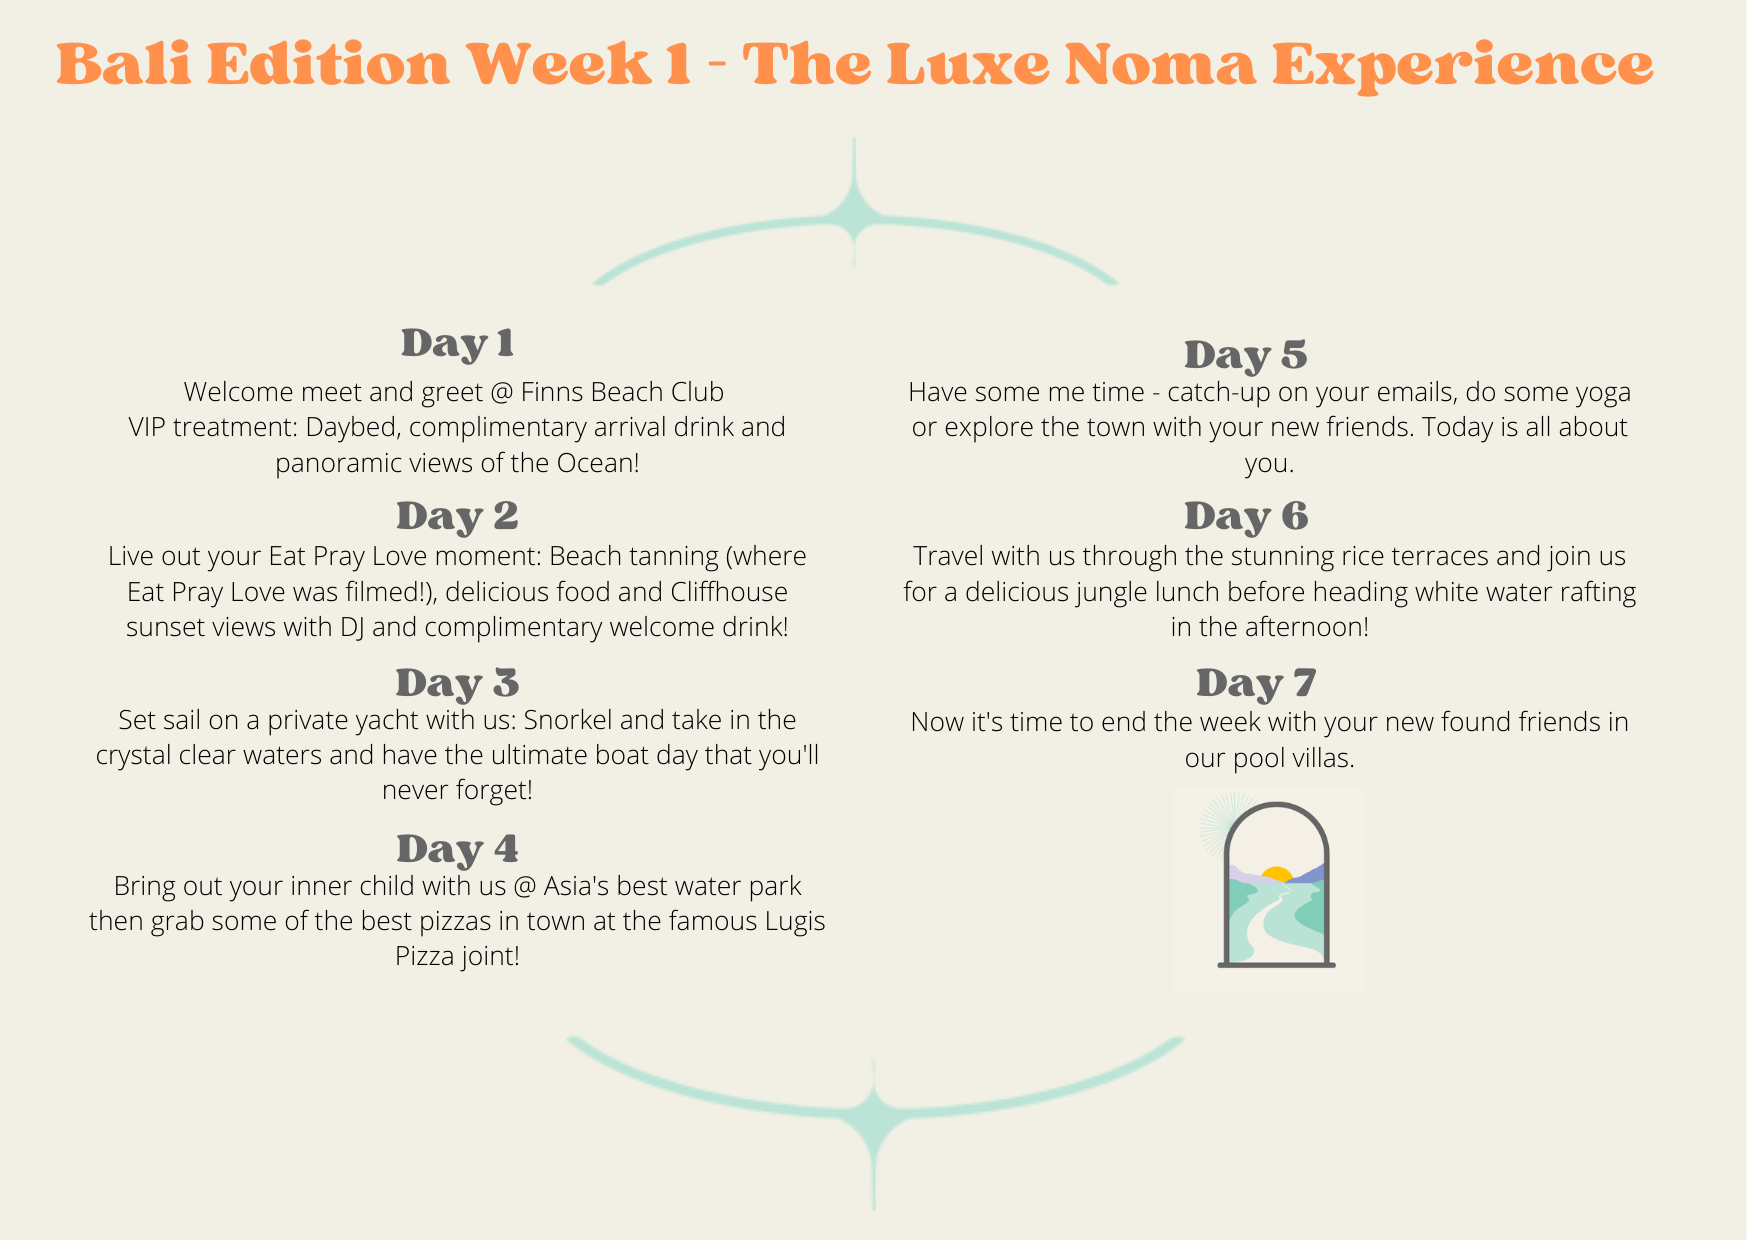 Bali Edition Week 1 - The Luxe Noma Experience
Day 1
Welcome meet and greet @ Finns Beach Club
VIP treatment: Daybed, complimentary arrival drink and
panoramic views of the Ocean!
Day 2
Live out your Eat Pray Love moment: Beach tanning (where
Eat Pray Love was filmed!), delicious food and Cliffhouse
sunset views with DJ and complimentary welcome drink!
Day 3
Set sail on a private yacht with us: Snorkel and take in the
crystal clear waters and have the ultimate boat day that you'll
never forget!
Day 4
Bring out your inner child with us @ Asia's best water park
then grab some of the best pizzas in town at the famous Lugis
Pizza joint!
Day 5
Have some me time - catch-up on your emails, do some yoga
or explore the town with your new friends. Today is all about
you.
Day 6
Travel with us through the stunning rice terraces and join us
for a delicious jungle lunch before heading white water rafting
in the afternoon!
Day 7
Now it's time to end the week with your new found friends in
our pool villas.